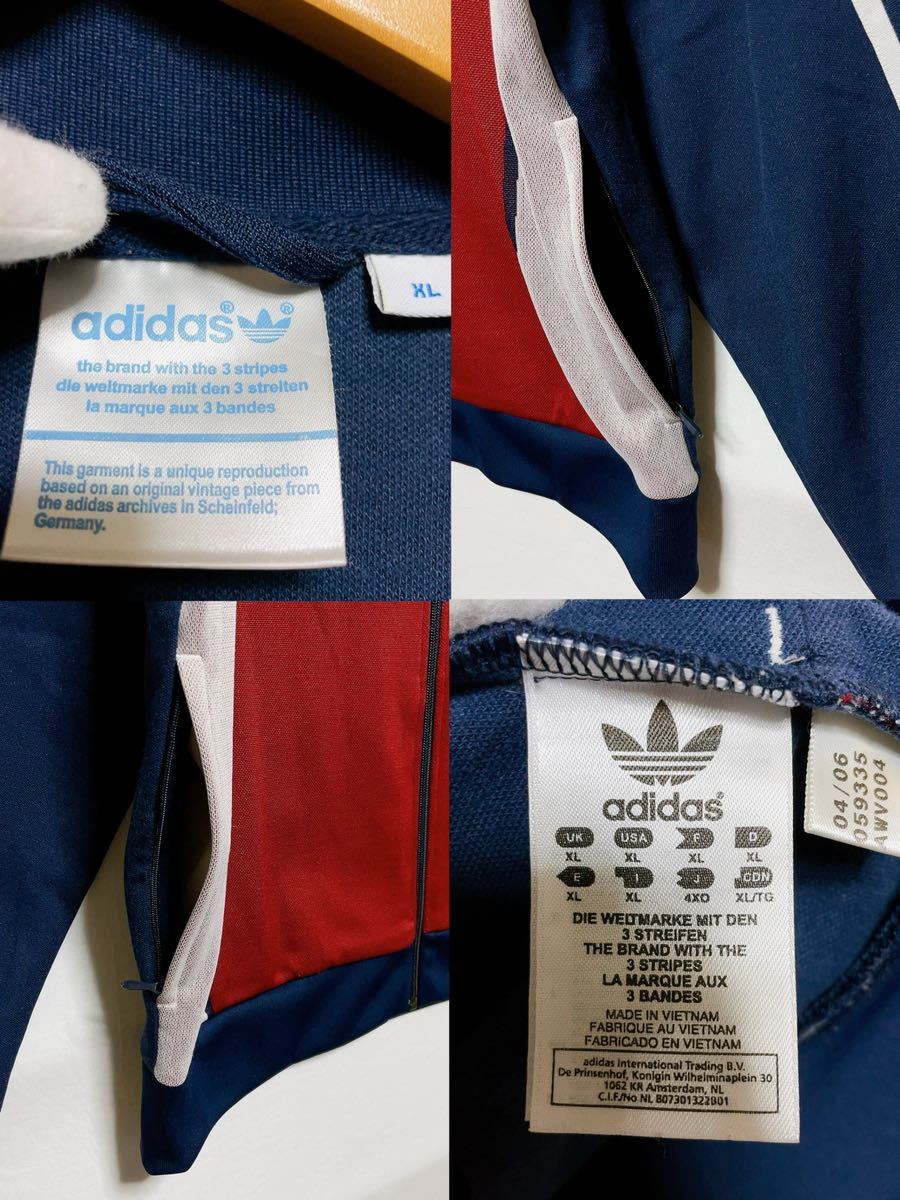 adidas®
®
the brand with the 3 stripes
die weltmarke mit den 3 streifen
la marque aux 3 bandes
This garment is a unique reproduction
based on an original vintage piece from
the adidas archives in Scheinfeld;
Germany.
XL
adidas®
UK USA F D
XL XL XL XL
E I J CDN
XL XL 4XO XL/TG
DIE WELTMARKE MIT DEN
3 STREIFEN
THE BRAND WITH THE
3 STRIPES
LA MARQUE AUX
3 BANDES
MADE IN VIETNAM
FABRIQUE AU VIETNAM
FABRICADO EN VIETNAM
adidas International Trading B.V.
De Prinsenhof, Konigin Wilhelminaplein 30
1062 KR Amsterdam, NL
C.I.F./No NL 807301322B01
04/06
059335
AWV004